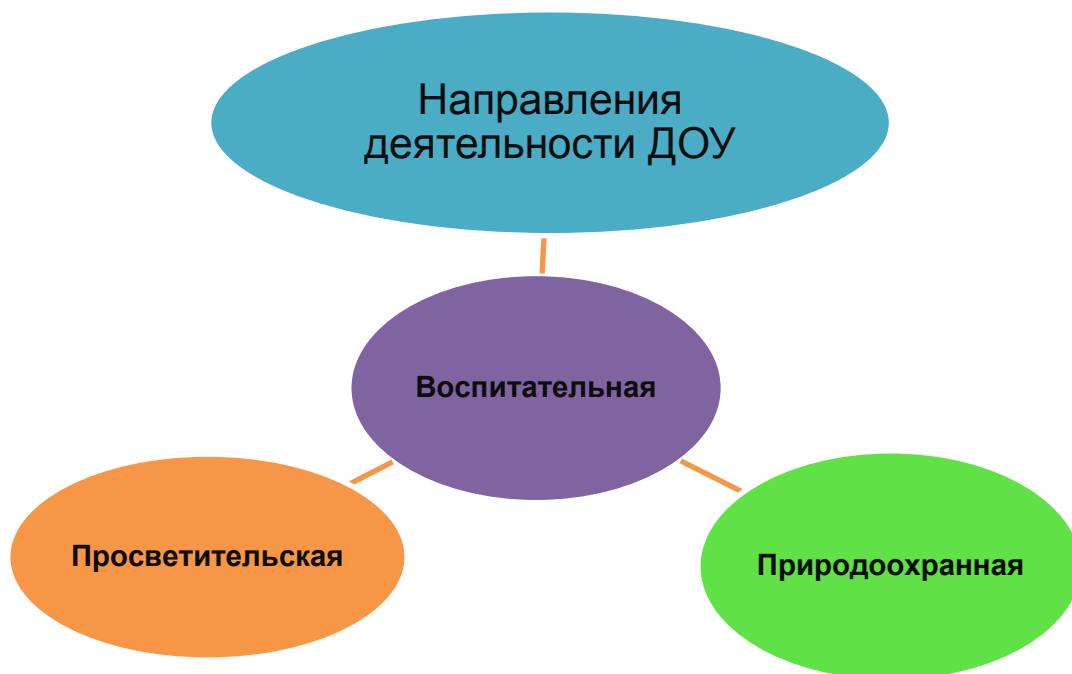 Направления
деятельности ДОУ
Воспитательная
Просветительская
Природоохранная